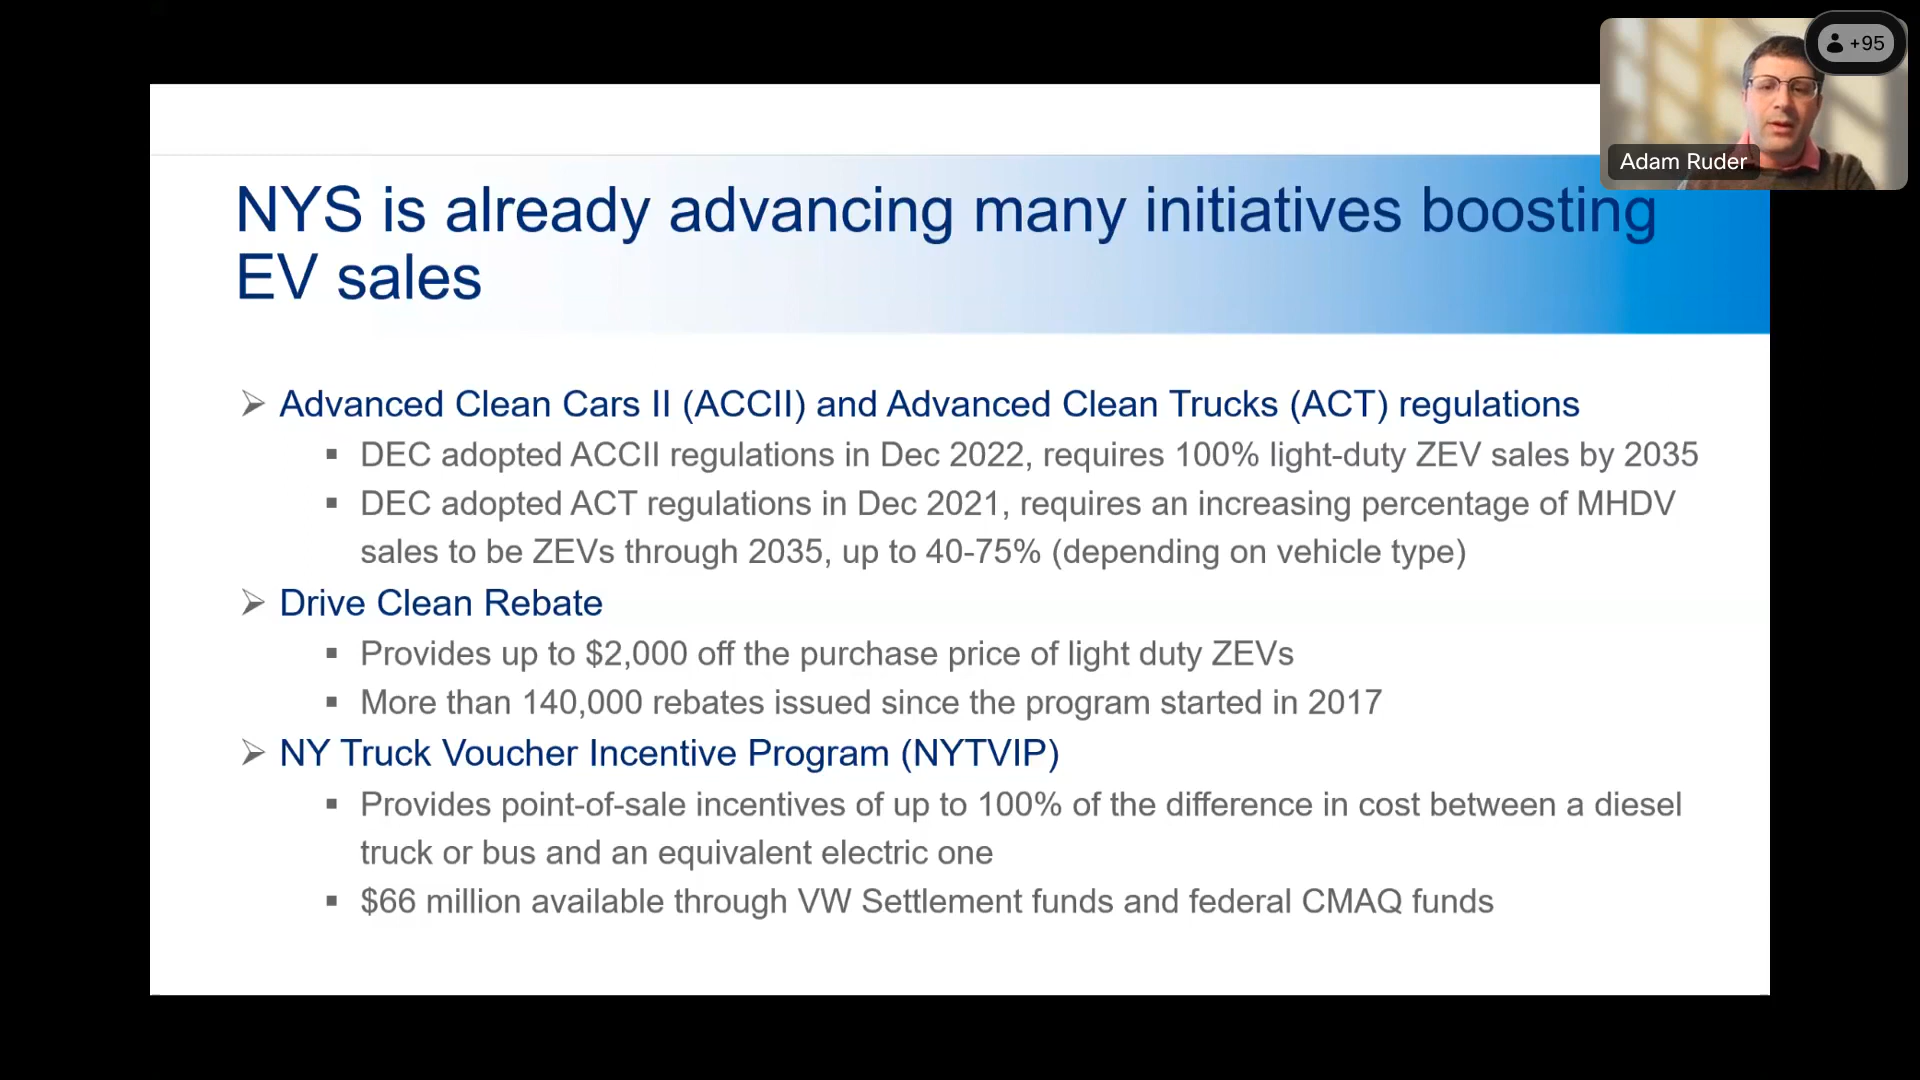 +95
Adam Ruder
NYS is already advancing many initiatives boosting
EV sales
➢ Advanced Clean Cars II (ACCII) and Advanced Clean Trucks (ACT) regulations
▪ DEC adopted ACCII regulations in Dec 2022, requires 100% light-duty ZEV sales by 2035
▪ DEC adopted ACT regulations in Dec 2021, requires an increasing percentage of MHDV
sales to be ZEVs through 2035, up to 40-75% (depending on vehicle type)
➢ Drive Clean Rebate
▪ Provides up to $2,000 off the purchase price of light duty ZEVs
▪ More than 140,000 rebates issued since the program started in 2017
➢ NY Truck Voucher Incentive Program (NYTVIP)
▪ Provides point-of-sale incentives of up to 100% of the difference in cost between a diesel
truck or bus and an equivalent electric one
▪ $66 million available through VW Settlement funds and federal CMAQ funds